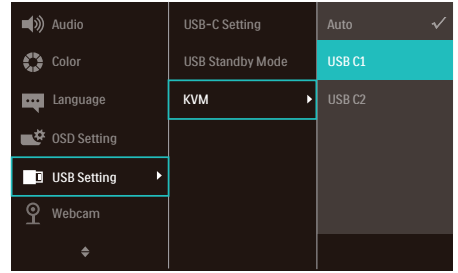 Audio
Color
Language
OSD Setting
USB Setting
Webcam
USB-C Setting
USB Standby Mode
KVM
Auto
USB C1
USB C2